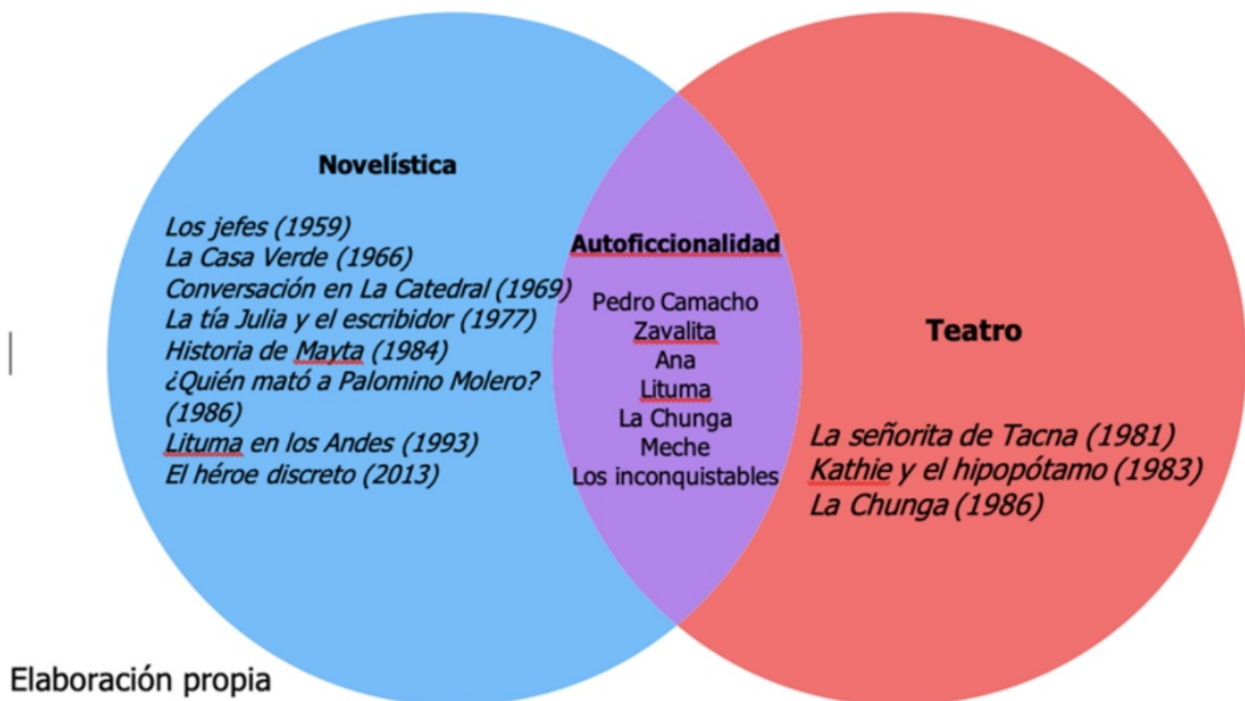 Novelística
Los jefes (1959)
La Casa Verde (1966)
Conversación en La Catedral (1969)
La tía Julia y el escribidor (1977)
Historia de Mayta (1984)
¿Quién mató a Palomino Molero?
(1986)
Lituma en los Andes (1993)
El héroe discreto (2013)
Autoficcionalidad
Pedro Camacho
Zavalita
Ana
Lituma
La Chunga
Meche
Los inconquistables
Teatro
La señorita de Tacna (1981)
Kathie y el hipopótamo (1983)
La Chunga (1986)
Elaboración propia